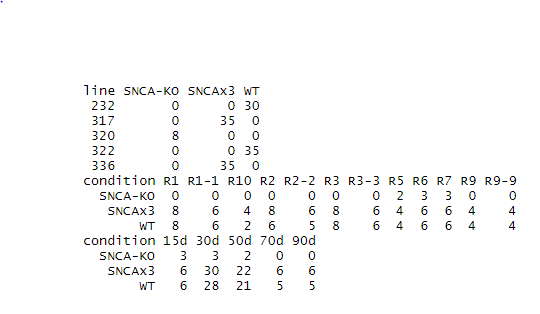 line SNCA-KO SNCAx3 WT
232 0 0 30
317 0 35 0
320 8 0 0
322 0 0 35
336 0 35 0
condition R1 R1-1 R10 R2 R2-2 R3 R3-3 R5 R6 R7 R9 R9-9
SNCA-KO 0 0 0 0 0 0 0 2 3 3 0 0
SNCAx3 8 6 4 8 6 8 6 4 6 6 4 4
WT 8 6 2 6 5 8 6 4 6 6 4 4
condition 15d 30d 50d 70d 90d
SNCA-KO 3 3 2 0 0
SNCAx3 6 30 22 6 6
WT 6 28 21 5 5